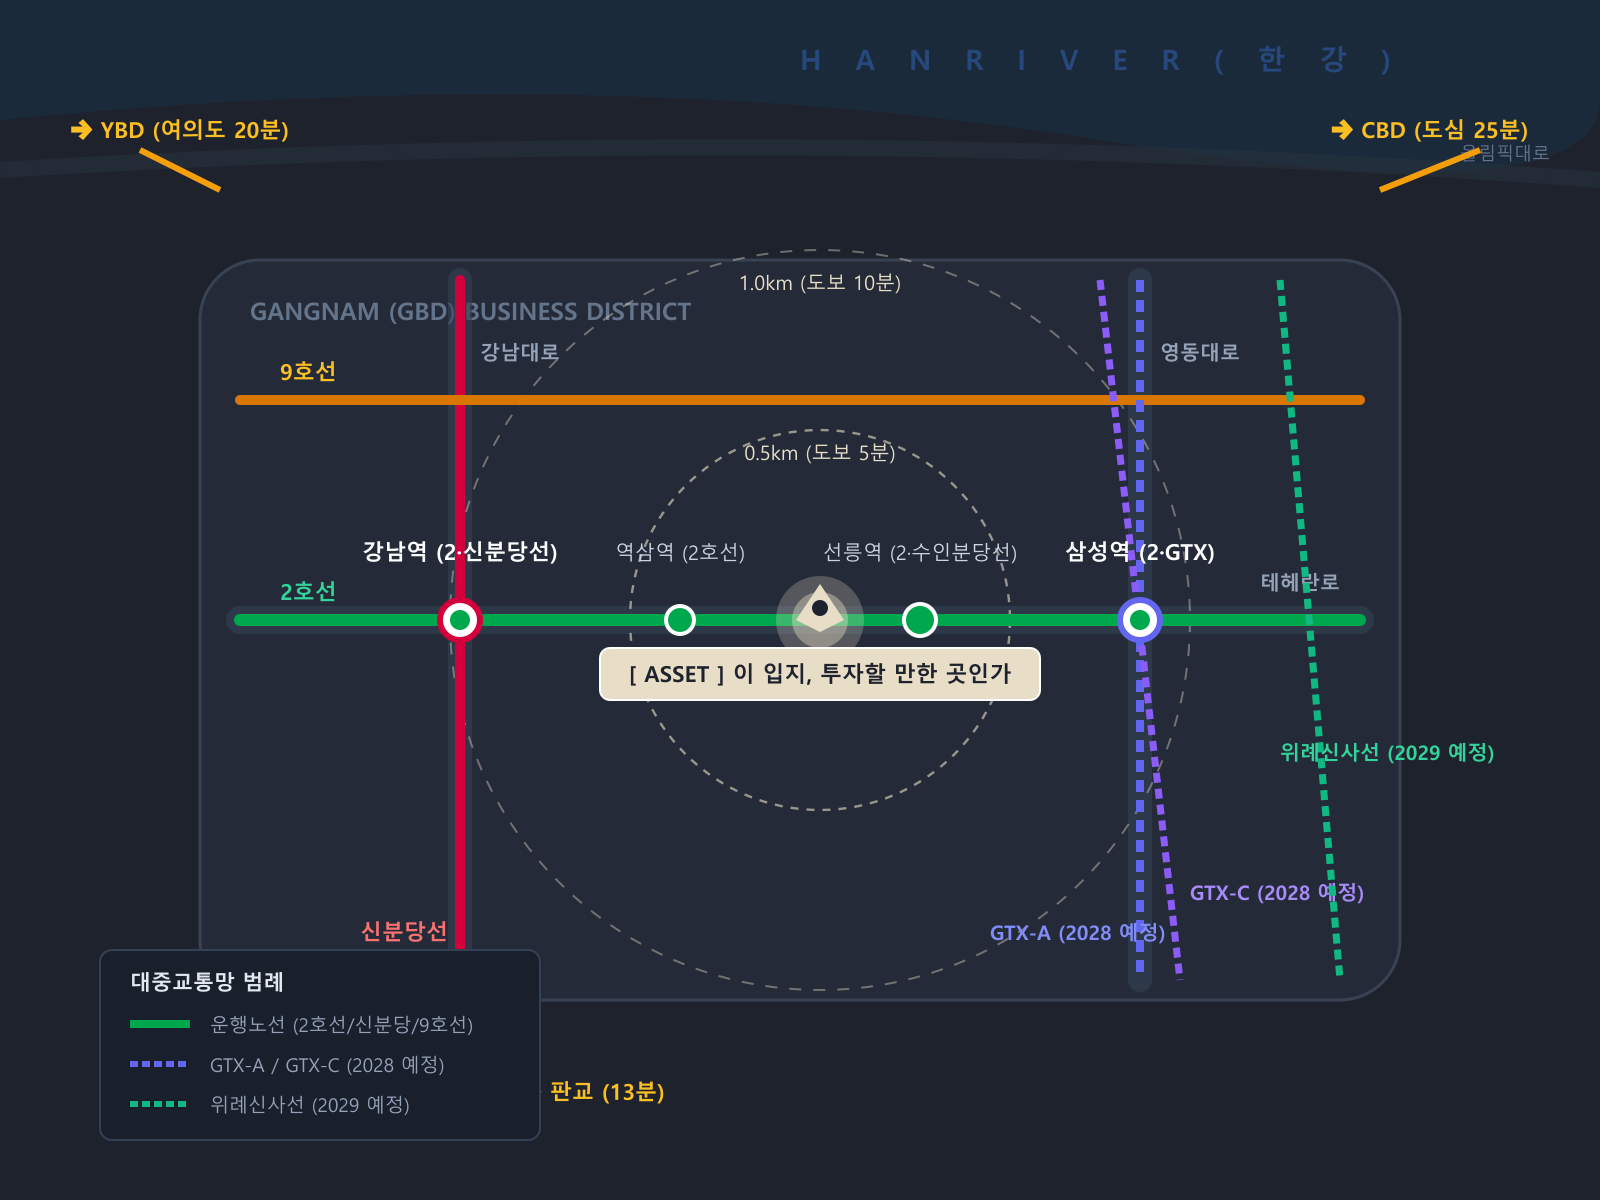 HANRIVER(한강)
➔ YBD (여의도 20분)
➔ CBD (도심 25분)
올림픽대로
1.0km (도보 10분)
GANGNAM (GBD) BUSINESS DISTRICT
강남대로
영동대로
9호선
0.5km (도보 5분)
강남역 (2·신분당선)
역삼역 (2호선)
선릉역 (2·수인분당선)
삼성역 (2·GTX)
2호선
테헤란로
[ ASSET ] 이 입지, 투자할 만한 곳인가
위례신사선 (2029 예정)
GTX-C (2028 예정)
신분당선
GTX-A (2028 예정)
대중교통망 범례
운행노선 (2호선/신분당/9호선)
GTX-A / GTX-C (2028 예정)
판교 (13분)
위례신사선 (2029 예정)